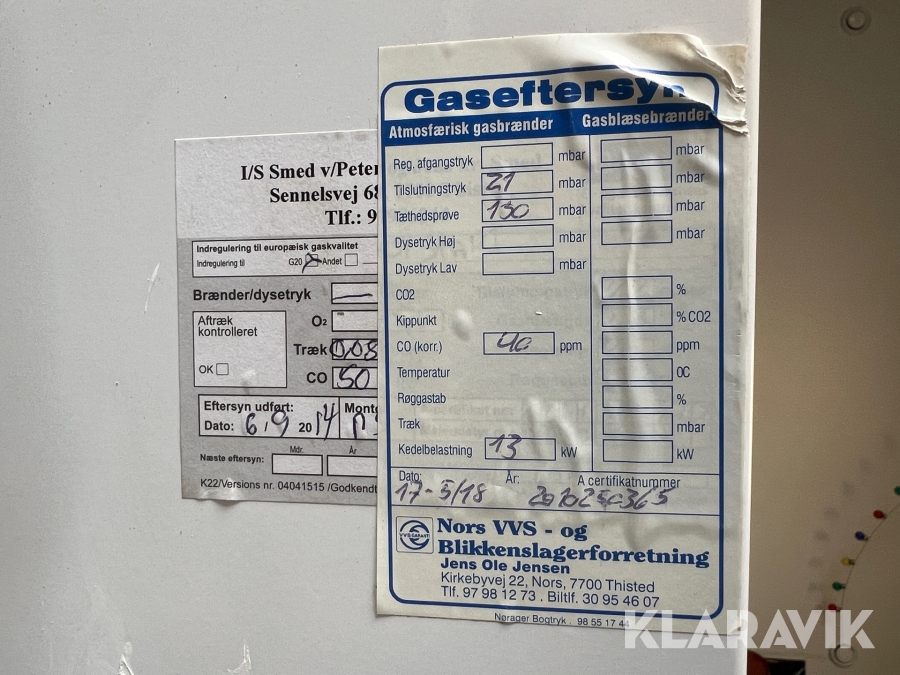 I/S Smed v/Peter
Sennelsvej 68
Tlf.: 9
Indregulering til europæisk gaskvalitet
Indregulering til G20 Andet
Brænder/dysetryk
Aftræk
kontrolleret
OK
O2
Træk 0,08
CO 50
Eftersyn udført:
Dato: 6/9 2014
Næste eftersyn: Mdr. År
K22/Versions nr. 04041515 /Godkendt
Gaseftersyn
Atmosfærisk gasbrænder Gasblæsebrænder
Reg. afgangstryk mbar mbar
Tilslutningstryk 21 mbar mbar
Tæthedsprøve 130 mbar mbar
Dysetryk Høj mbar mbar
Dysetryk Lav mbar
CO2 %
Kippunkt % CO2
CO (korr.) 40 ppm ppm
Temperatur OC
Røggastab %
Træk mbar
Kedelbelastning 13 kW kW
Dato: År: A certifikatnummer
17-5/18
Nors VVS - og
Blikkenslagerforretning
Jens Ole Jensen
Kirkebyvej 22, Nors, 7700 Thisted
Tlf. 97 98 12 73 . Biltlf. 30 95 46 07
Nørager Bogtryk . 98 55 17 44
KLARAVIK